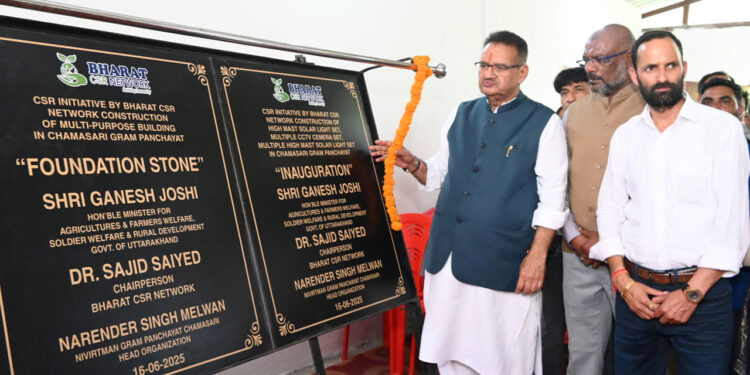 BHARAT
CSR NETWORK
CSR INITIATIVE BY BHARAT CSR
NETWORK CONSTRUCTION
OF MULTI-PURPOSE BUILDING
IN CHAMASARI GRAM PANCHAYAT
"FOUNDATION STONE"
SHRI GANESH JOSHI
HON'BLE MINISTER FOR
AGRICULTURES & FARMERS WELFARE,
SOLDIER WELFARE & RURAL DEVELOPMENT
GOVT. OF UTTARAKHAND
DR. SAJID SAIYED
CHAIRPERSON
BHARAT CSR NETWORK
NARENDER SINGH MELWAN
NIVIRTMAN GRAM PANCHAYAT CHAMASARI
HEAD ORGANIZATION
16-06-2025
BHARAT
CSR NETWORK
CSR INITIATIVE BY BHARAT CSR
NETWORK CONSTRUCTION OF
HIGH MAST SOLAR LIGHT SET,
MULTIPLE CCTV CEMERA SET,
MULTIPLE HIGH MAST SOLAR LIGHT SET
IN CHAMASARI GRAM PANCHAYAT
"INAUGURATION"
SHRI GANESH JOSHI
HON'BLE MINISTER FOR
AGRICULTURES & FARMERS WELFARE,
SOLDIER WELFARE & RURAL DEVELOPMENT
GOVT. OF UTTARAKHAND
DR. SAJID SAIYED
CHAIRPERSON
BHARAT CSR NETWORK
NARENDER SINGH MELWAN
NIVIRTMAN GRAM PANCHAYAT CHAMASARI
HEAD ORGANIZATION
16-06-2025